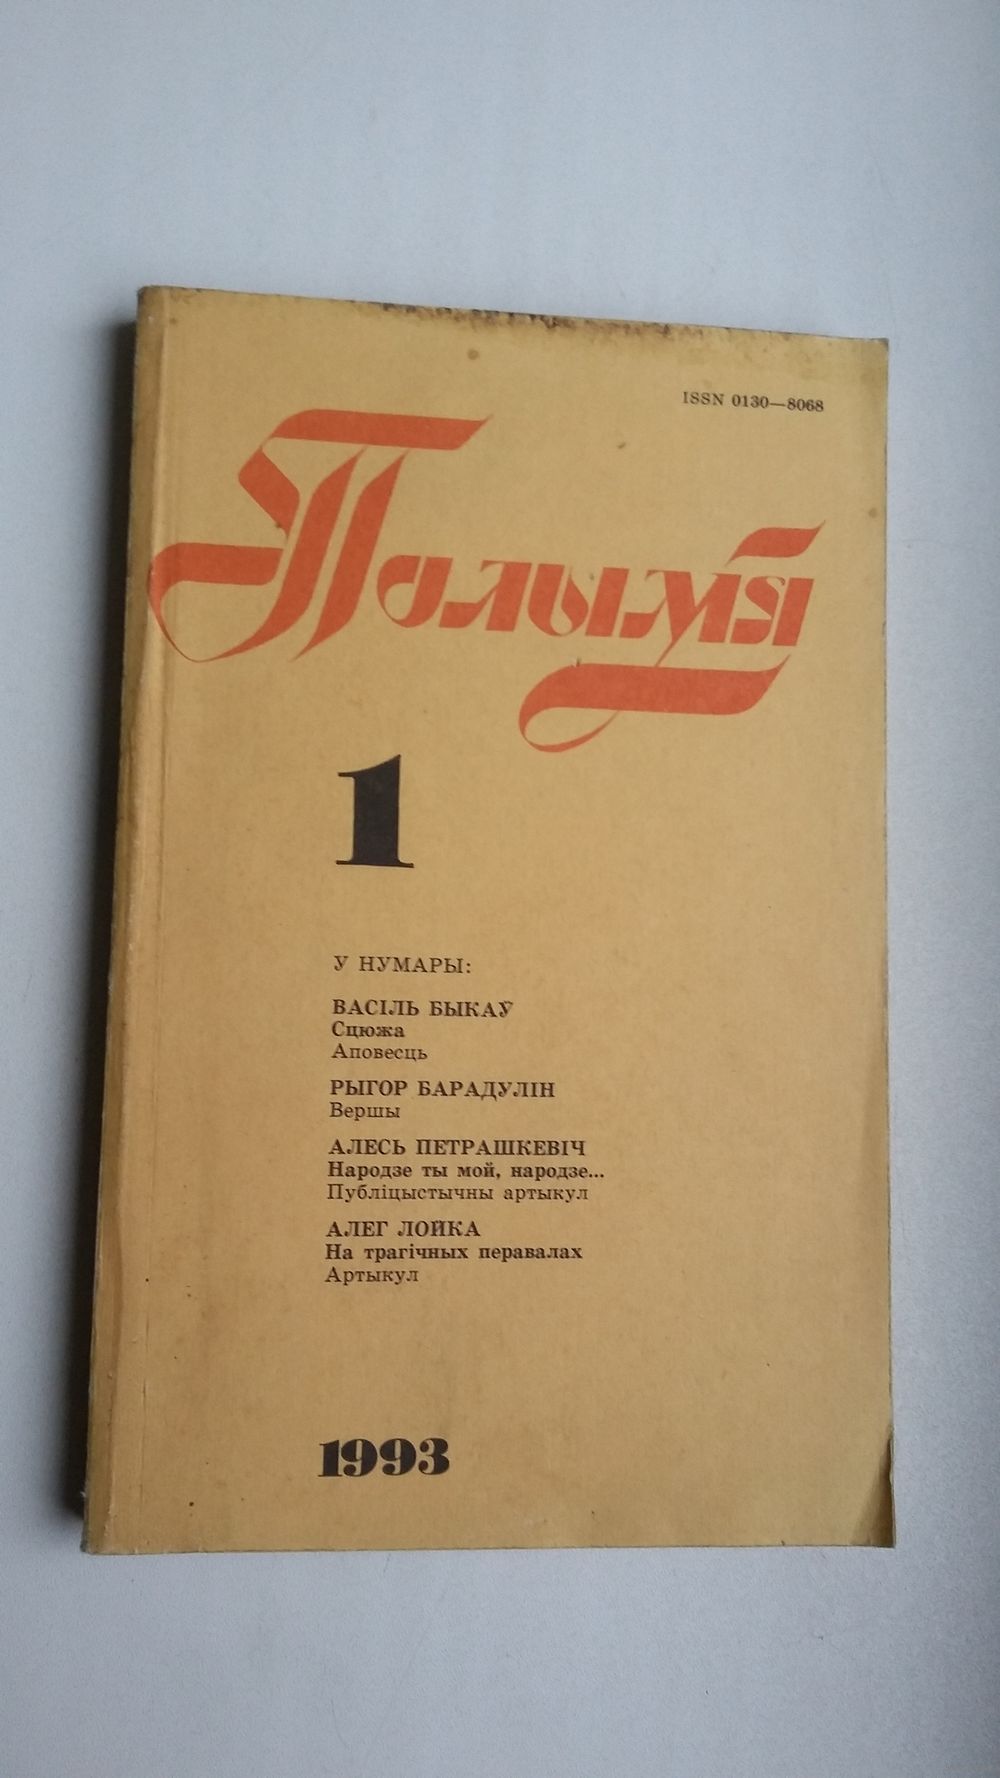 ISSN 0130—8068
Полымя
1
У НУМАРЫ:
ВАСІЛЬ БЫКАЎ
Сцюжа
Аповесць
РЫГОР БАРАДУЛІН
Вершы
АЛЕСЬ ПЕТРАШКЕВІЧ
Народзе ты мой, народзе...
Публіцыстычны артыкул
АЛЕГ ЛОЙКА
На трагічных перавалах
Артыкул
1993